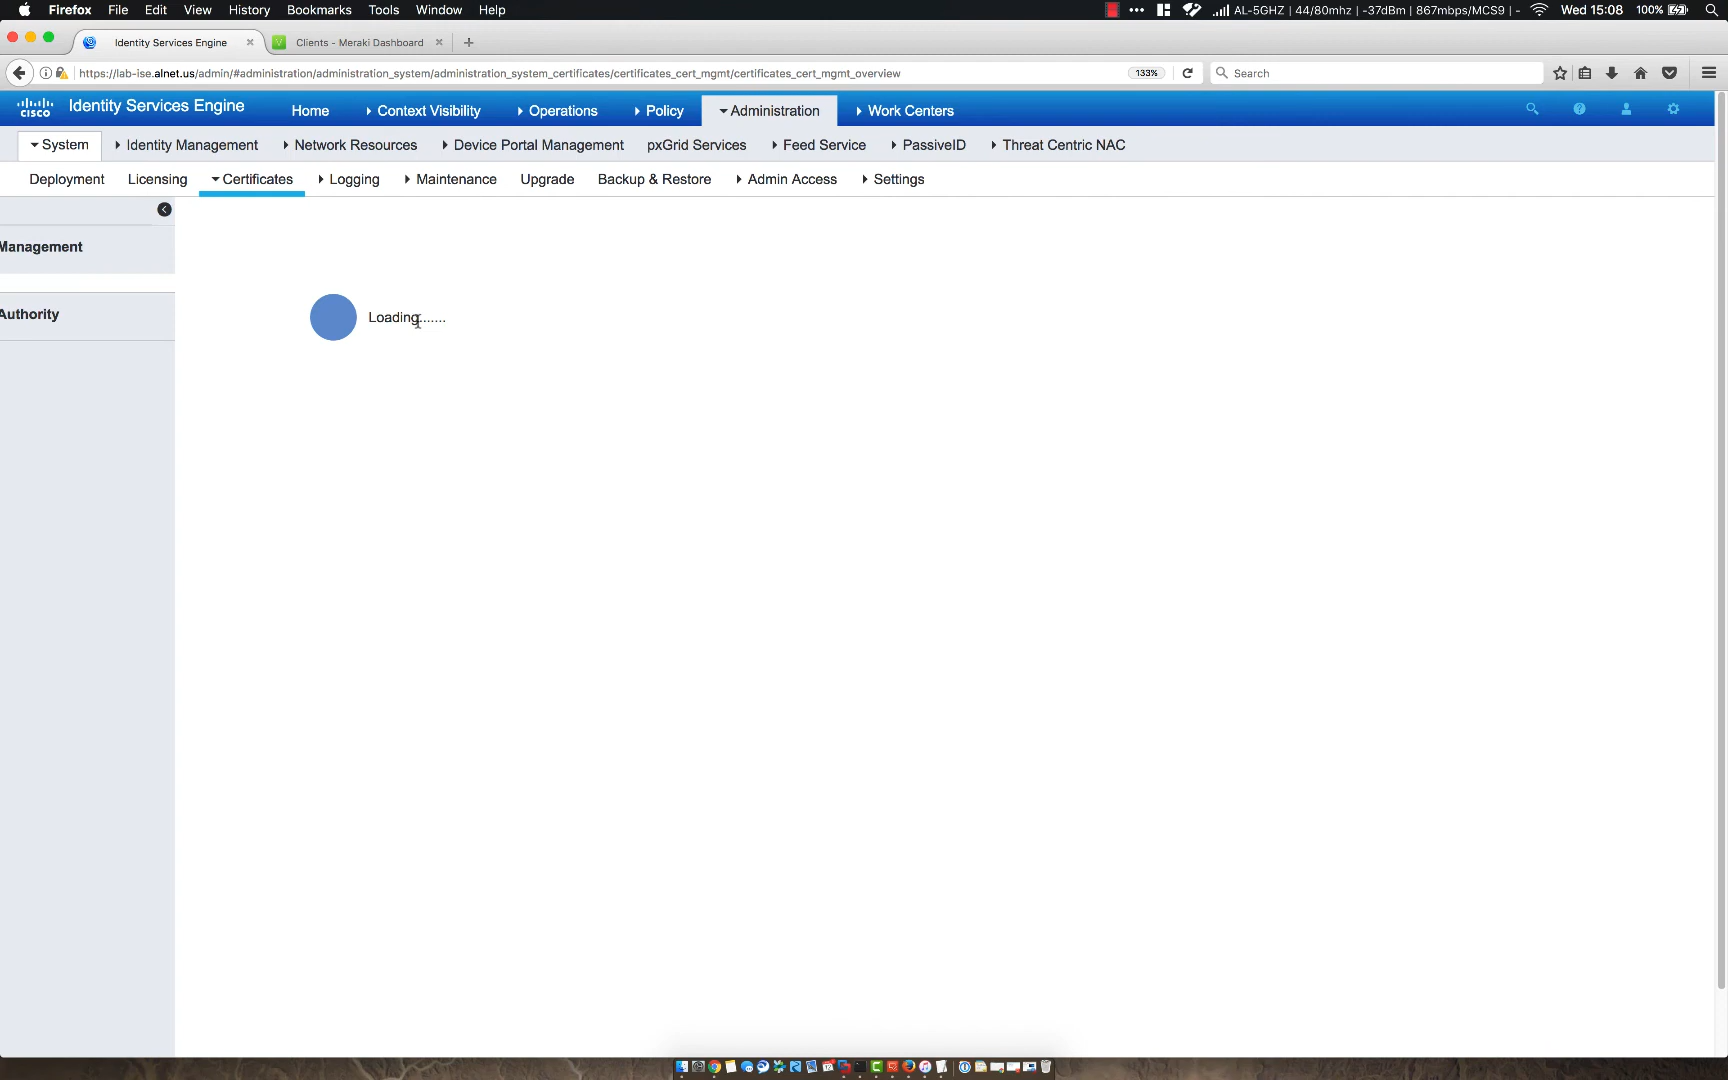 Firefox File Edit View History Bookmarks Tools Window Help AL-5GHZ | 44/80mhz | -37dBm | 867mbps/MCS9 | - Wed 15:08 100%
Identity Services Engine Clients - Meraki Dashboard
https://lab-ise.alnet.us/admin/#administration/administration_system/administration_system_certificates/certificates_cert_mgmt/certificates_cert_mgmt_overview 133% Search
cisco Identity Services Engine Home Context Visibility Operations Policy Administration Work Centers
System Identity Management Network Resources Device Portal Management pxGrid Services Feed Service PassiveID Threat Centric NAC
Deployment Licensing Certificates Logging Maintenance Upgrade Backup & Restore Admin Access Settings
Management
Authority
Loading.......